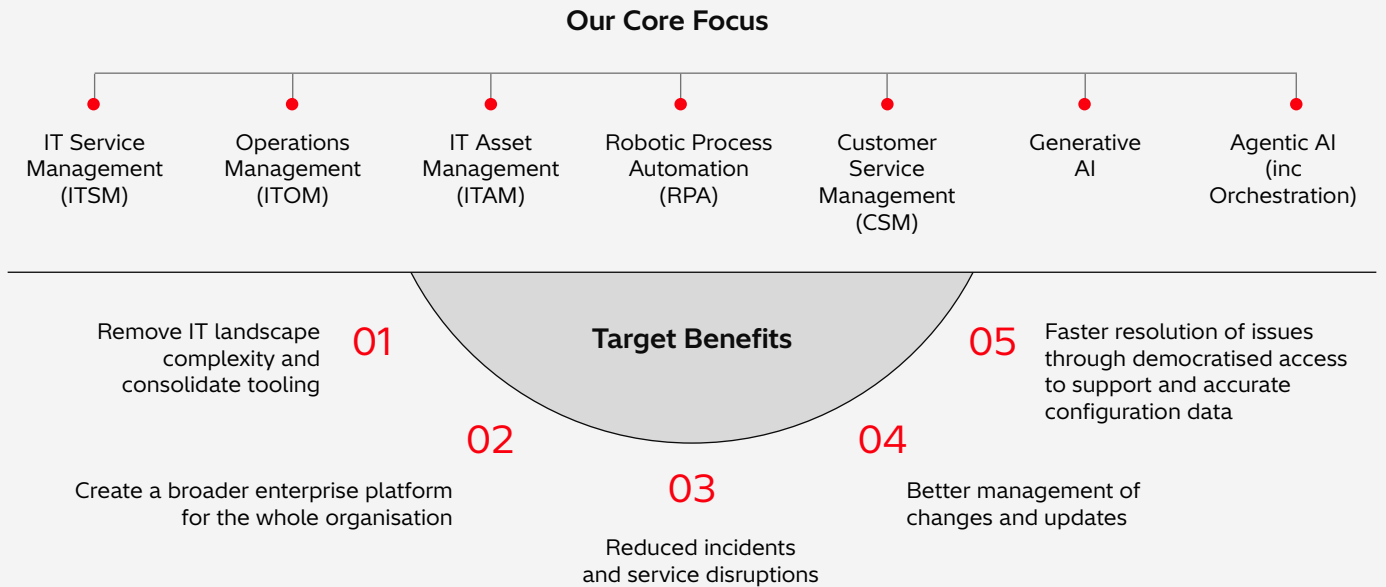 Our Core Focus
IT Service
Management
(ITSM)
Operations
Management
(ITOM)
IT Asset
Management
(ITAM)
Robotic Process
Automation
(RPA)
Customer
Service
Management
(CSM)
Generative
AI
Agentic AI
(inc
Orchestration)
Target Benefits
01
Remove IT landscape
complexity and
consolidate tooling
02
Create a broader enterprise platform
for the whole organisation
03
Reduced incidents
and service disruptions
04
Better management of
changes and updates
05
Faster resolution of issues
through democratised access
to support and accurate
configuration data